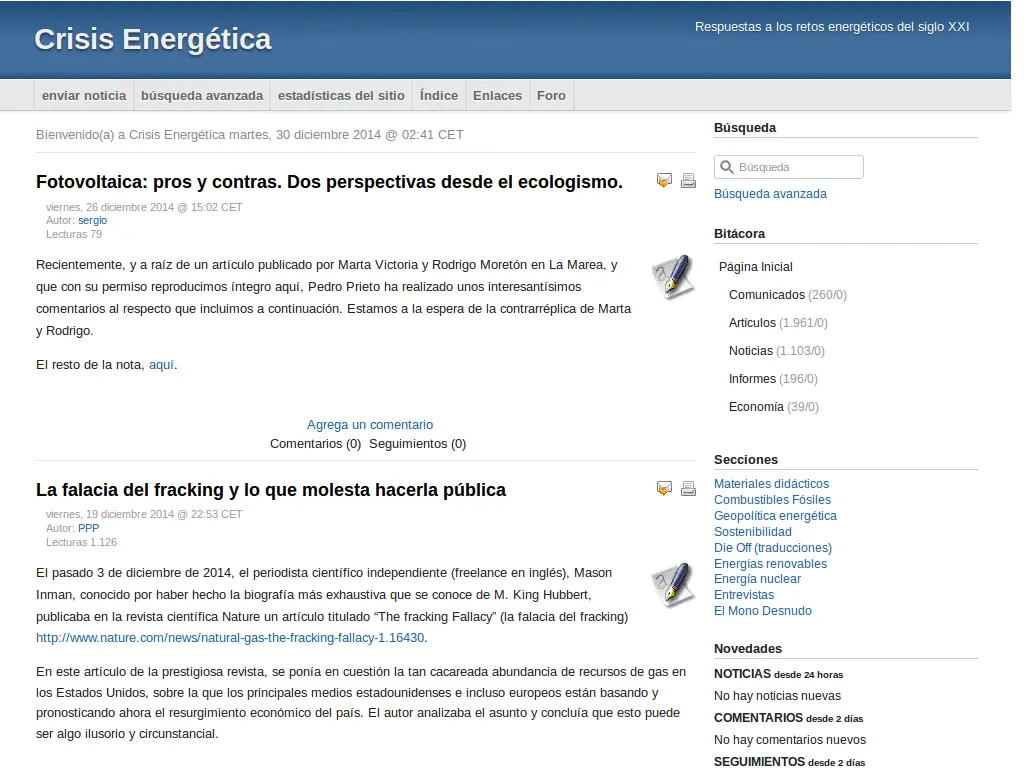 Crisis Energética
Respuestas a los retos energéticos del siglo XXI
enviar noticia
búsqueda avanzada
estadísticas del sitio
Índice
Enlaces
Foro
Bienvenido(a) a Crisis Energética martes, 30 diciembre 2014 @ 02:41 CET
Fotovoltaica: pros y contras. Dos perspectivas desde el ecologismo.
viernes, 26 diciembre 2014 @ 15:02 CET
Autor: sergio
Lecturas 79
Recientemente, y a raíz de un artículo publicado por Marta Victoria y Rodrigo Moretón en La Marea, y
que con su permiso reproducimos íntegro aquí, Pedro Prieto ha realizado unos interesantísimos
comentarios al respecto que incluimos a continuación. Estamos a la espera de la contrarréplica de Marta
y Rodrigo.
El resto de la nota, aquí.
Agrega un comentario
Comentarios (0)  Seguimientos (0)
La falacia del fracking y lo que molesta hacerla pública
viernes, 19 diciembre 2014 @ 22:53 CET
Autor: PPP
Lecturas 1.126
El pasado 3 de diciembre de 2014, el periodista científico independiente (freelance en inglés), Mason
Inman, conocido por haber hecho la biografía más exhaustiva que se conoce de M. King Hubbert,
publicaba en la revista científica Nature un artículo titulado “The fracking Fallacy” (la falacia del fracking)
http://www.nature.com/news/natural-gas-the-fracking-fallacy-1.16430.
En este artículo de la prestigiosa revista, se ponía en cuestión la tan cacareada abundancia de recursos de gas en
los Estados Unidos, sobre la que los principales medios estadounidenses e incluso europeos están basando y
pronosticando ahora el resurgimiento económico del país. El autor analizaba el asunto y concluía que esto puede
ser algo ilusorio y circunstancial.
Búsqueda
Búsqueda
Búsqueda avanzada
Bitácora
Página Inicial
Comunicados (260/0)
Artículos (1.961/0)
Noticias (1.103/0)
Informes (196/0)
Economía (39/0)
Secciones
Materiales didácticos
Combustibles Fósiles
Geopolítica energética
Sostenibilidad
Die Off (traducciones)
Energías renovables
Energía nuclear
Entrevistas
El Mono Desnudo
Novedades
NOTICIAS desde 24 horas
No hay noticias nuevas
COMENTARIOS desde 2 días
No hay comentarios nuevos
SEGUIMIENTOS desde 2 días